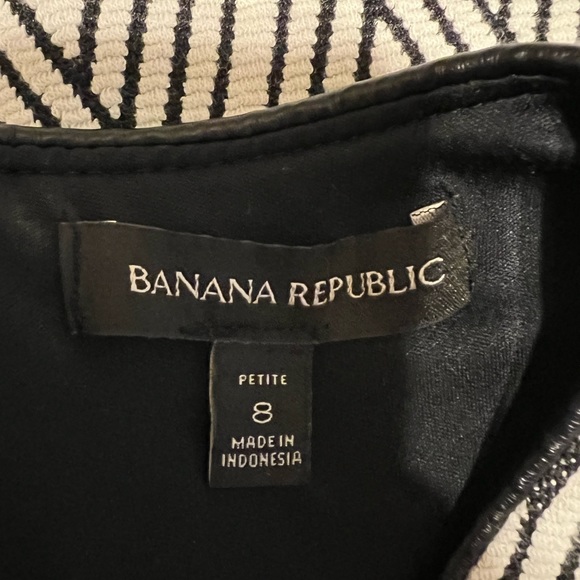 BANANA REPUBLIC
PETITE
8
MADE IN
INDONESIA